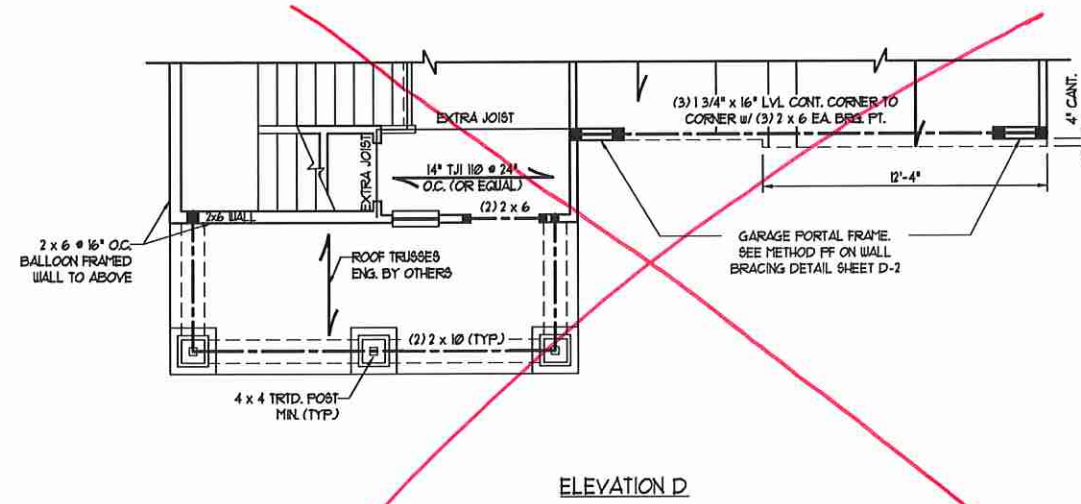 (3) 1 3/4" x 16" LVL CONT. CORNER TO
CORNER w/ (3) 2 x 6 EA. BRG. PT.
4" CANT.
EXTRA JOIST
EXTRA JOIST
14" TJI 110 @ 24"
O.C. (OR EQUAL)
12'-4"
(2) 2 x 6
2x6 WALL
2 x 6 @ 16" O.C.
BALLOON FRAMED
WALL TO ABOVE
ROOF TRUSSES
ENG. BY OTHERS
GARAGE PORTAL FRAME.
SEE METHOD PF ON WALL
BRACING DETAIL SHEET D-2
(2) 2 x 10 (TYP.)
4 x 4 TRTD. POST
MIN. (TYP.)
ELEVATION D